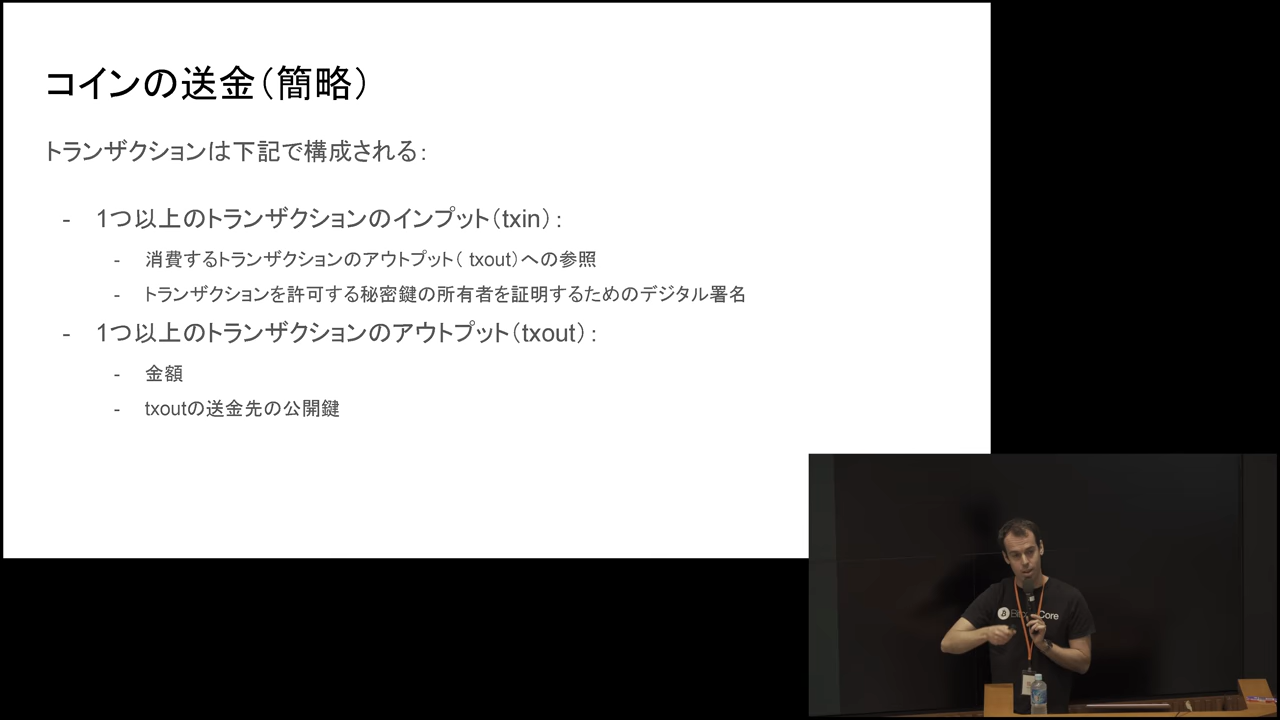 コインの送金(簡略)
トランザクションは下記で構成される:
- 1つ以上のトランザクションのインプット(txin):
- 消費するトランザクションのアウトプット( txout)への参照
- トランザクションを許可する秘密鍵の所有者を証明するためのデジタル署名
- 1つ以上のトランザクションのアウトプット(txout):
- 金額
- txoutの送金先の公開鍵
Core